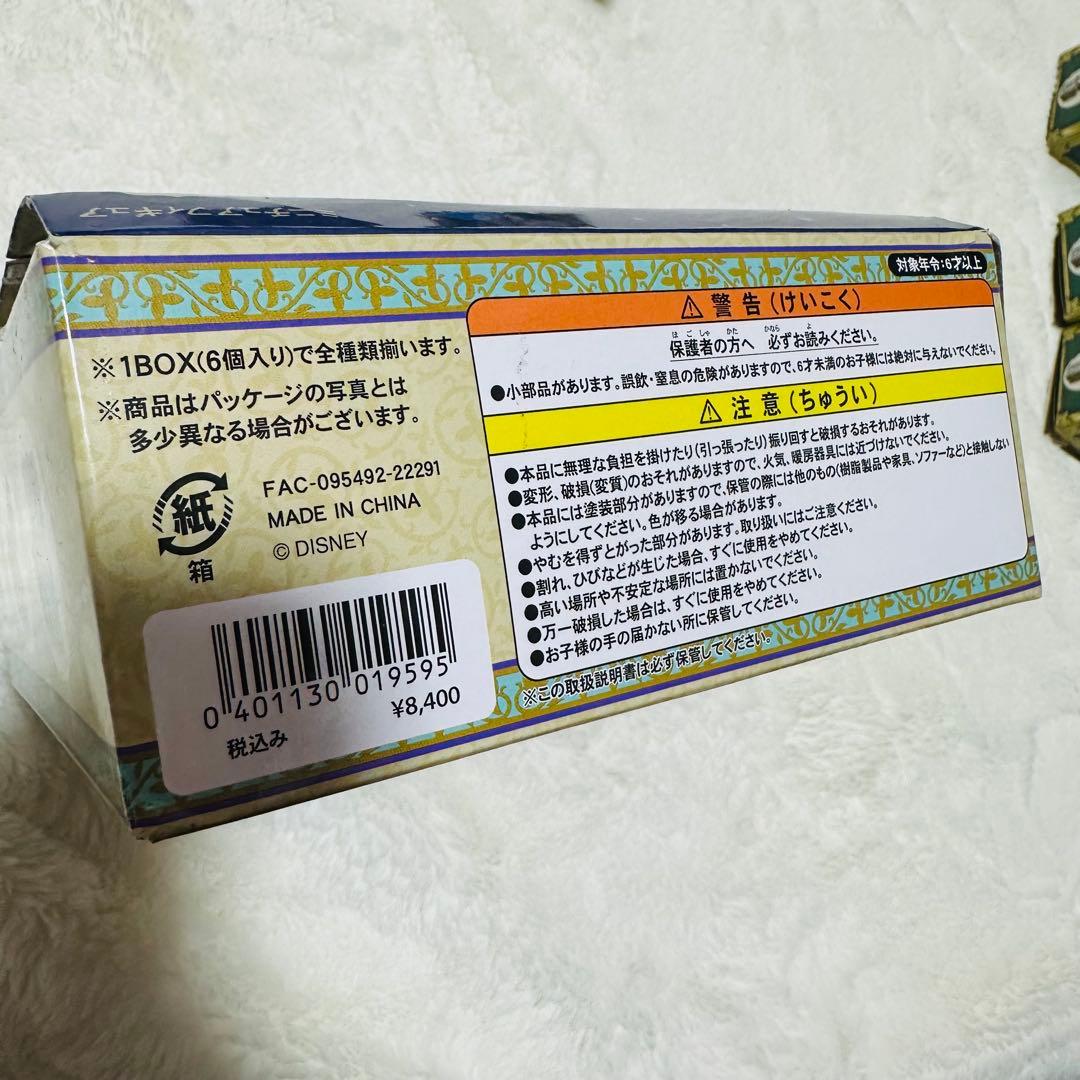 ミニチュアフィギュア
対象年令:6才以上
※1BOX(6個入り)で全種類揃います。
※商品はパッケージの写真とは
多少異なる場合がございます。
紙
箱
FAC-095492-22291
MADE IN CHINA
© DISNEY
0 401130 019595
¥8,400
税込み
⚠ 警告(けいこく)
ほごしゃ かた かなら よ
保護者の方へ 必ずお読みください。
●小部品があります。誤飲・窒息の危険がありますので、6才未満のお子様には絶対に与えないでください。
⚠ 注意(ちゅうい)
●本品に無理な負担を掛けたり(引っ張ったり)振り回すと破損するおそれがあります。
●変形、破損(変質)のおそれがありますので、火気、暖房器具には近づけないでください。
●本品には塗装部分がありますので、保管の際には他のもの(樹脂製品や家具、ソファーなど)と接触しない
ようにしてください。色が移る場合があります。
●やむを得ずとがった部分があります。取り扱いにはご注意ください。
●割れ、ひびなどが生じた場合、すぐに使用をやめてください。
●高い場所や不安定な場所には置かないでください。
●万一破損した場合は、すぐに使用をやめてください。
●お子様の手の届かない所に保管してください。
※この取扱説明書は必ず保管してください。